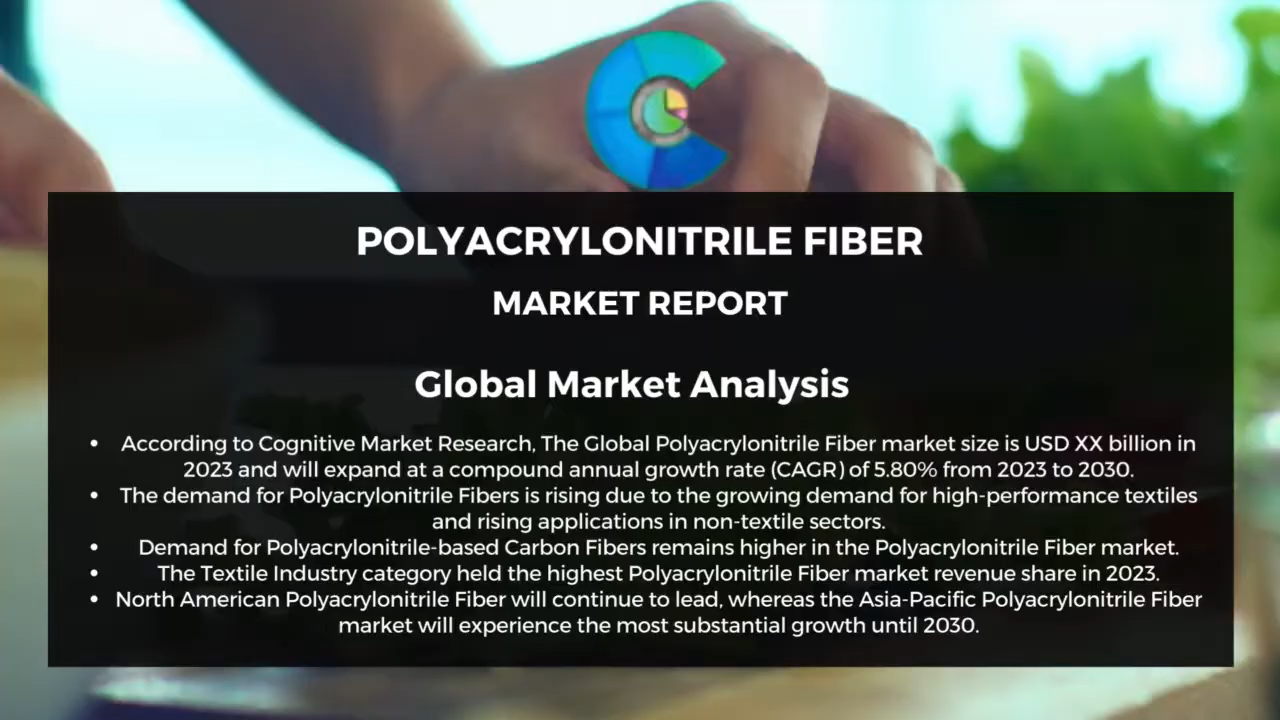 POLYACRYLONITRILE FIBER
MARKET REPORT
Global Market Analysis
• According to Cognitive Market Research, The Global Polyacrylonitrile Fiber market size is USD XX billion in
2023 and will expand at a compound annual growth rate (CAGR) of 5.80% from 2023 to 2030.
• The demand for Polyacrylonitrile Fibers is rising due to the growing demand for high-performance textiles
and rising applications in non-textile sectors.
• Demand for Polyacrylonitrile-based Carbon Fibers remains higher in the Polyacrylonitrile Fiber market.
• The Textile Industry category held the highest Polyacrylonitrile Fiber market revenue share in 2023.
• North American Polyacrylonitrile Fiber will continue to lead, whereas the Asia-Pacific Polyacrylonitrile Fiber
market will experience the most substantial growth until 2030.